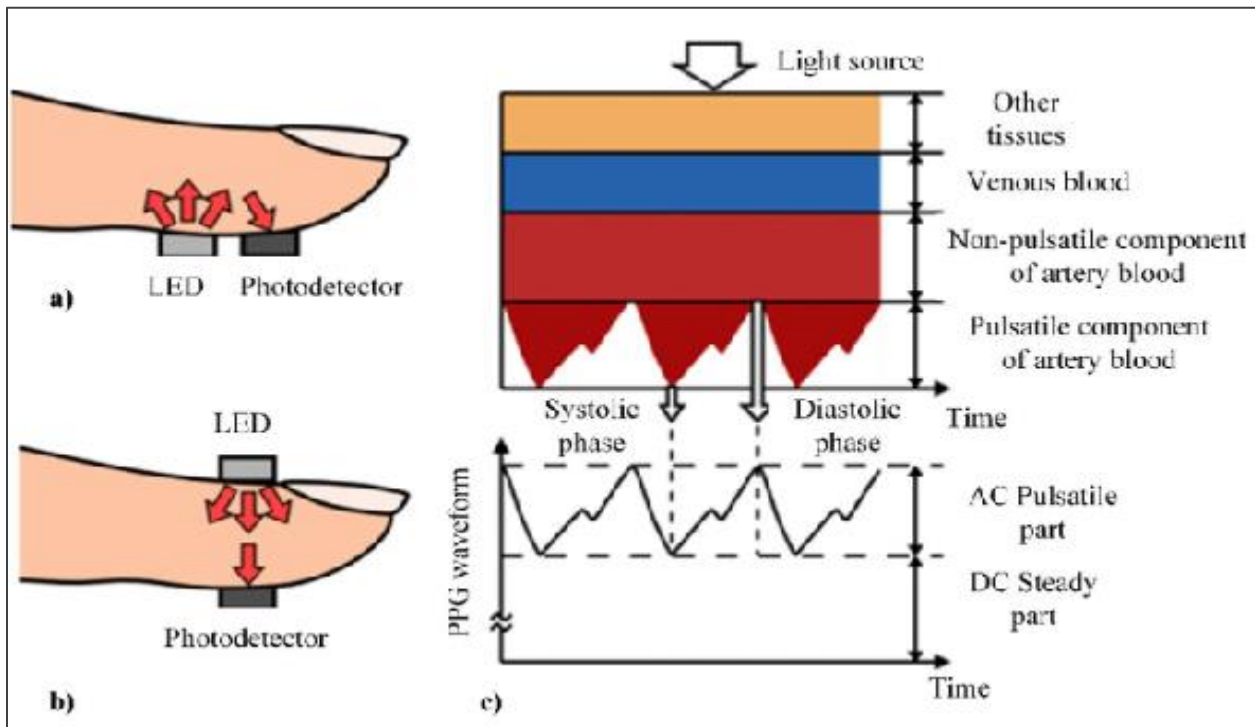 LED
Photodetector
a)
LED
Photodetector
b)
Light source
Other
tissues
Venous blood
Non-pulsatile component
of artery blood
Pulsatile component
of artery blood
Time
Systolic
phase
Diastolic
phase
PPG waveform
AC Pulsatile
part
DC Steady
part
Time
c)